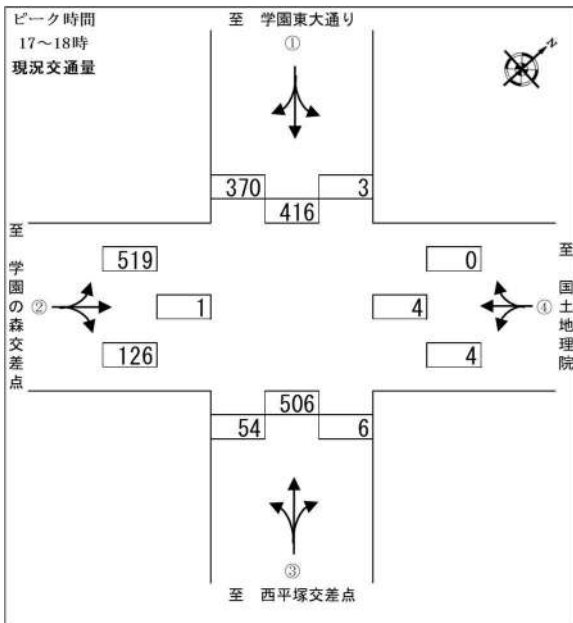 ピーク時間
17～18時
現況交通量
至 学園東大通り
①
N
370
416
3
至 学園の森交差点
②
519
1
126
0
4
4
④
至 国土地理院
54
506
6
③
至 西平塚交差点